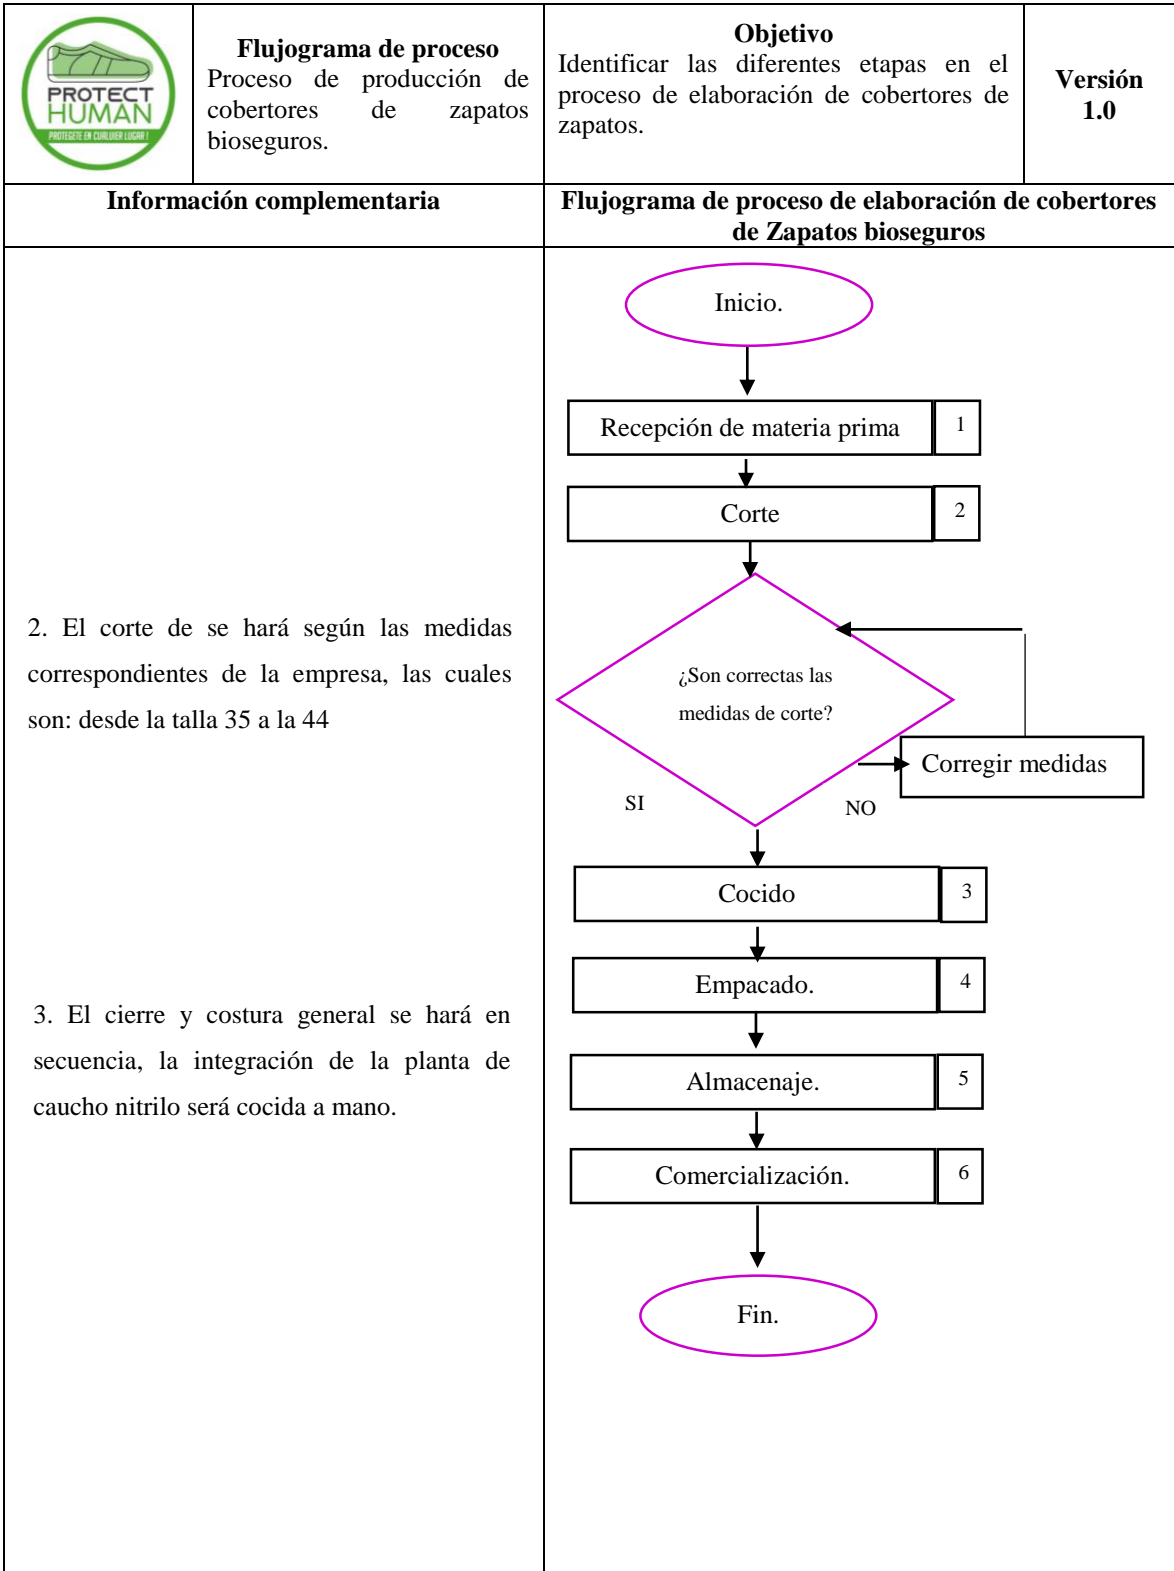 PROTECT
HUMAN
PROTEGETE EN CUALQUIER LUGAR !
Flujograma de proceso
Proceso de producción de
cobertores de zapatos
bioseguros.
Objetivo
Identificar las diferentes etapas en el
proceso de elaboración de cobertores de
zapatos.
Versión
1.0
Información complementaria
Flujograma de proceso de elaboración de cobertores
de Zapatos bioseguros
Inicio.
Recepción de materia prima 1
Corte 2
2. El corte de se hará según las medidas
correspondientes de la empresa, las cuales
son: desde la talla 35 a la 44
¿Son correctas las
medidas de corte?
Corregir medidas
SI
NO
Cocido 3
Empacado. 4
3. El cierre y costura general se hará en
secuencia, la integración de la planta de
caucho nitrilo será cocida a mano.
Almacenaje. 5
Comercialización. 6
Fin.